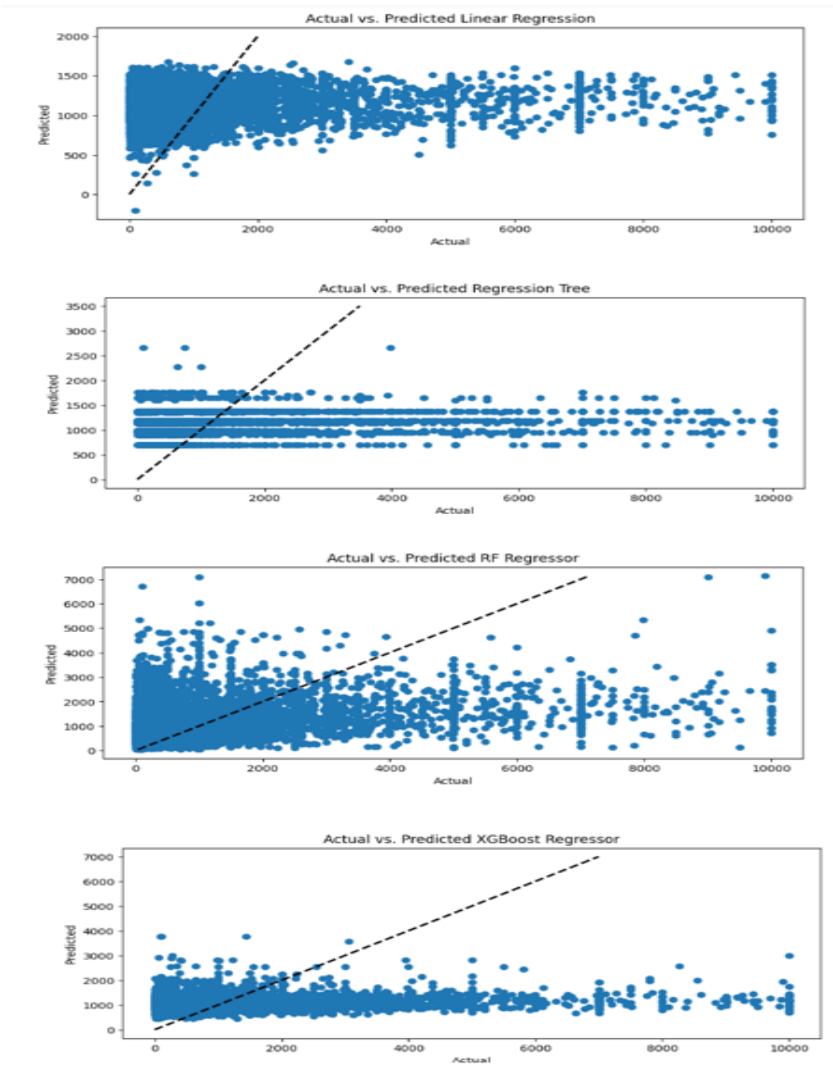 Actual vs. Predicted Linear Regression
2000
1500
1000
500
0
Predicted
0 2000 4000 6000 8000 10000
Actual
Actual vs. Predicted Regression Tree
3500
3000
2500
2000
1500
1000
500
0
Predicted
0 2000 4000 6000 8000 10000
Actual
Actual vs. Predicted RF Regressor
7000
6000
5000
4000
3000
2000
1000
0
Predicted
0 2000 4000 6000 8000 10000
Actual
Actual vs. Predicted XGBoost Regressor
7000
6000
5000
4000
3000
2000
1000
0
Predicted
0 2000 4000 6000 8000 10000
Actual